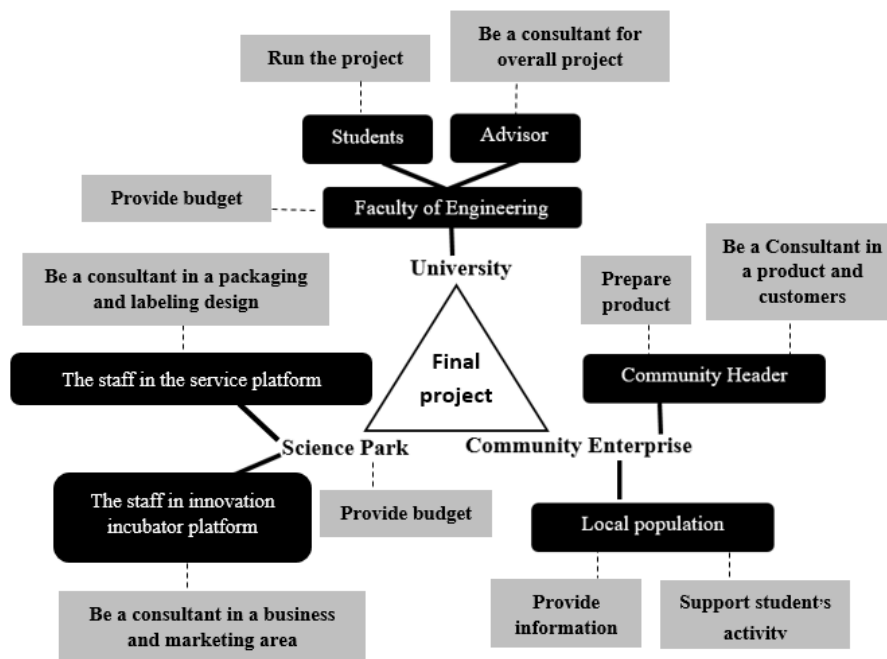 Run the project
Be a consultant for
overall project
Students
Advisor
Provide budget
Faculty of Engineering
University
Be a consultant in a packaging
and labeling design
Prepare
product
Be a Consultant in
a product and
customers
The staff in the service platform
Final
project
Community Header
Science Park
Community Enterprise
The staff in innovation
incubator platform
Provide budget
Local population
Be a consultant in a business
and marketing area
Provide
information
Support student's
activity